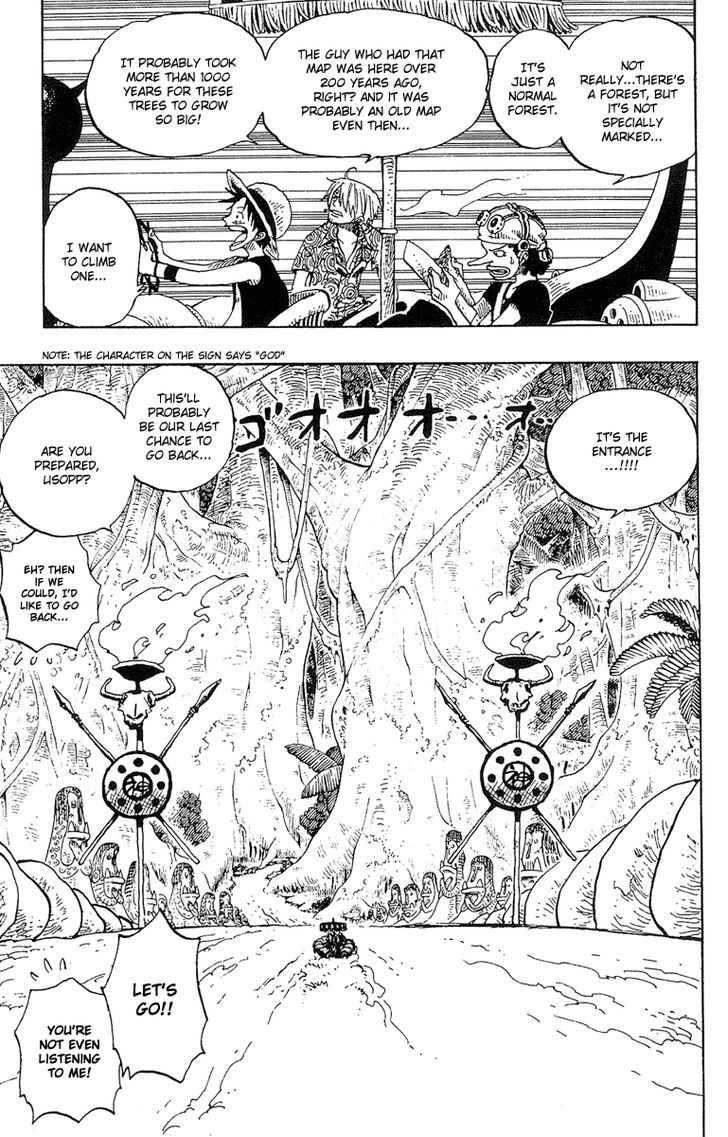 NOT
REALLY...THERE'S
A FOREST, BUT
IT'S NOT
SPECIALLY
MARKED...
IT'S
JUST A
NORMAL
FOREST.
THE GUY WHO HAD THAT
MAP WAS HERE OVER
200 YEARS AGO,
RIGHT? AND IT WAS
PROBABLY AN OLD MAP
EVEN THEN...
IT PROBABLY TOOK
MORE THAN 1000
YEARS FOR THESE
TREES TO GROW
SO BIG!
I WANT
TO CLIMB
ONE...
NOTE: THE CHARACTER ON THE SIGN SAYS "GOD"
IT'S THE
ENTRANCE
...!!!!
ゴオオオ…ォ…
THIS'LL
PROBABLY
BE OUR LAST
CHANCE TO
GO BACK...
ARE YOU
PREPARED,
USOPP?
EH? THEN
IF WE
COULD, I'D
LIKE TO GO
BACK...
神
神
LET'S
GO!!
YOU'RE
NOT EVEN
LISTENING
TO ME!